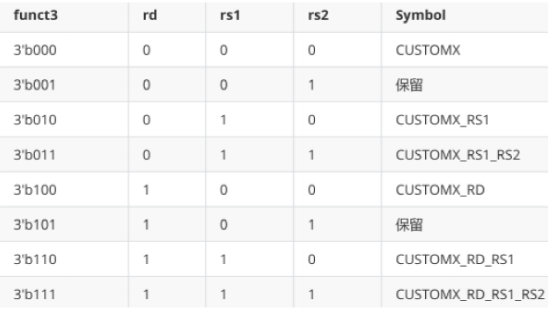 funct3 rd rs1 rs2 Symbol
3'b000 0 0 0 CUSTOMX
3'b001 0 0 1 保留
3'b010 0 1 0 CUSTOMX_RS1
3'b011 0 1 1 CUSTOMX_RS1_RS2
3'b100 1 0 0 CUSTOMX_RD
3'b101 1 0 1 保留
3'b110 1 1 0 CUSTOMX_RD_RS1
3'b111 1 1 1 CUSTOMX_RD_RS1_RS2